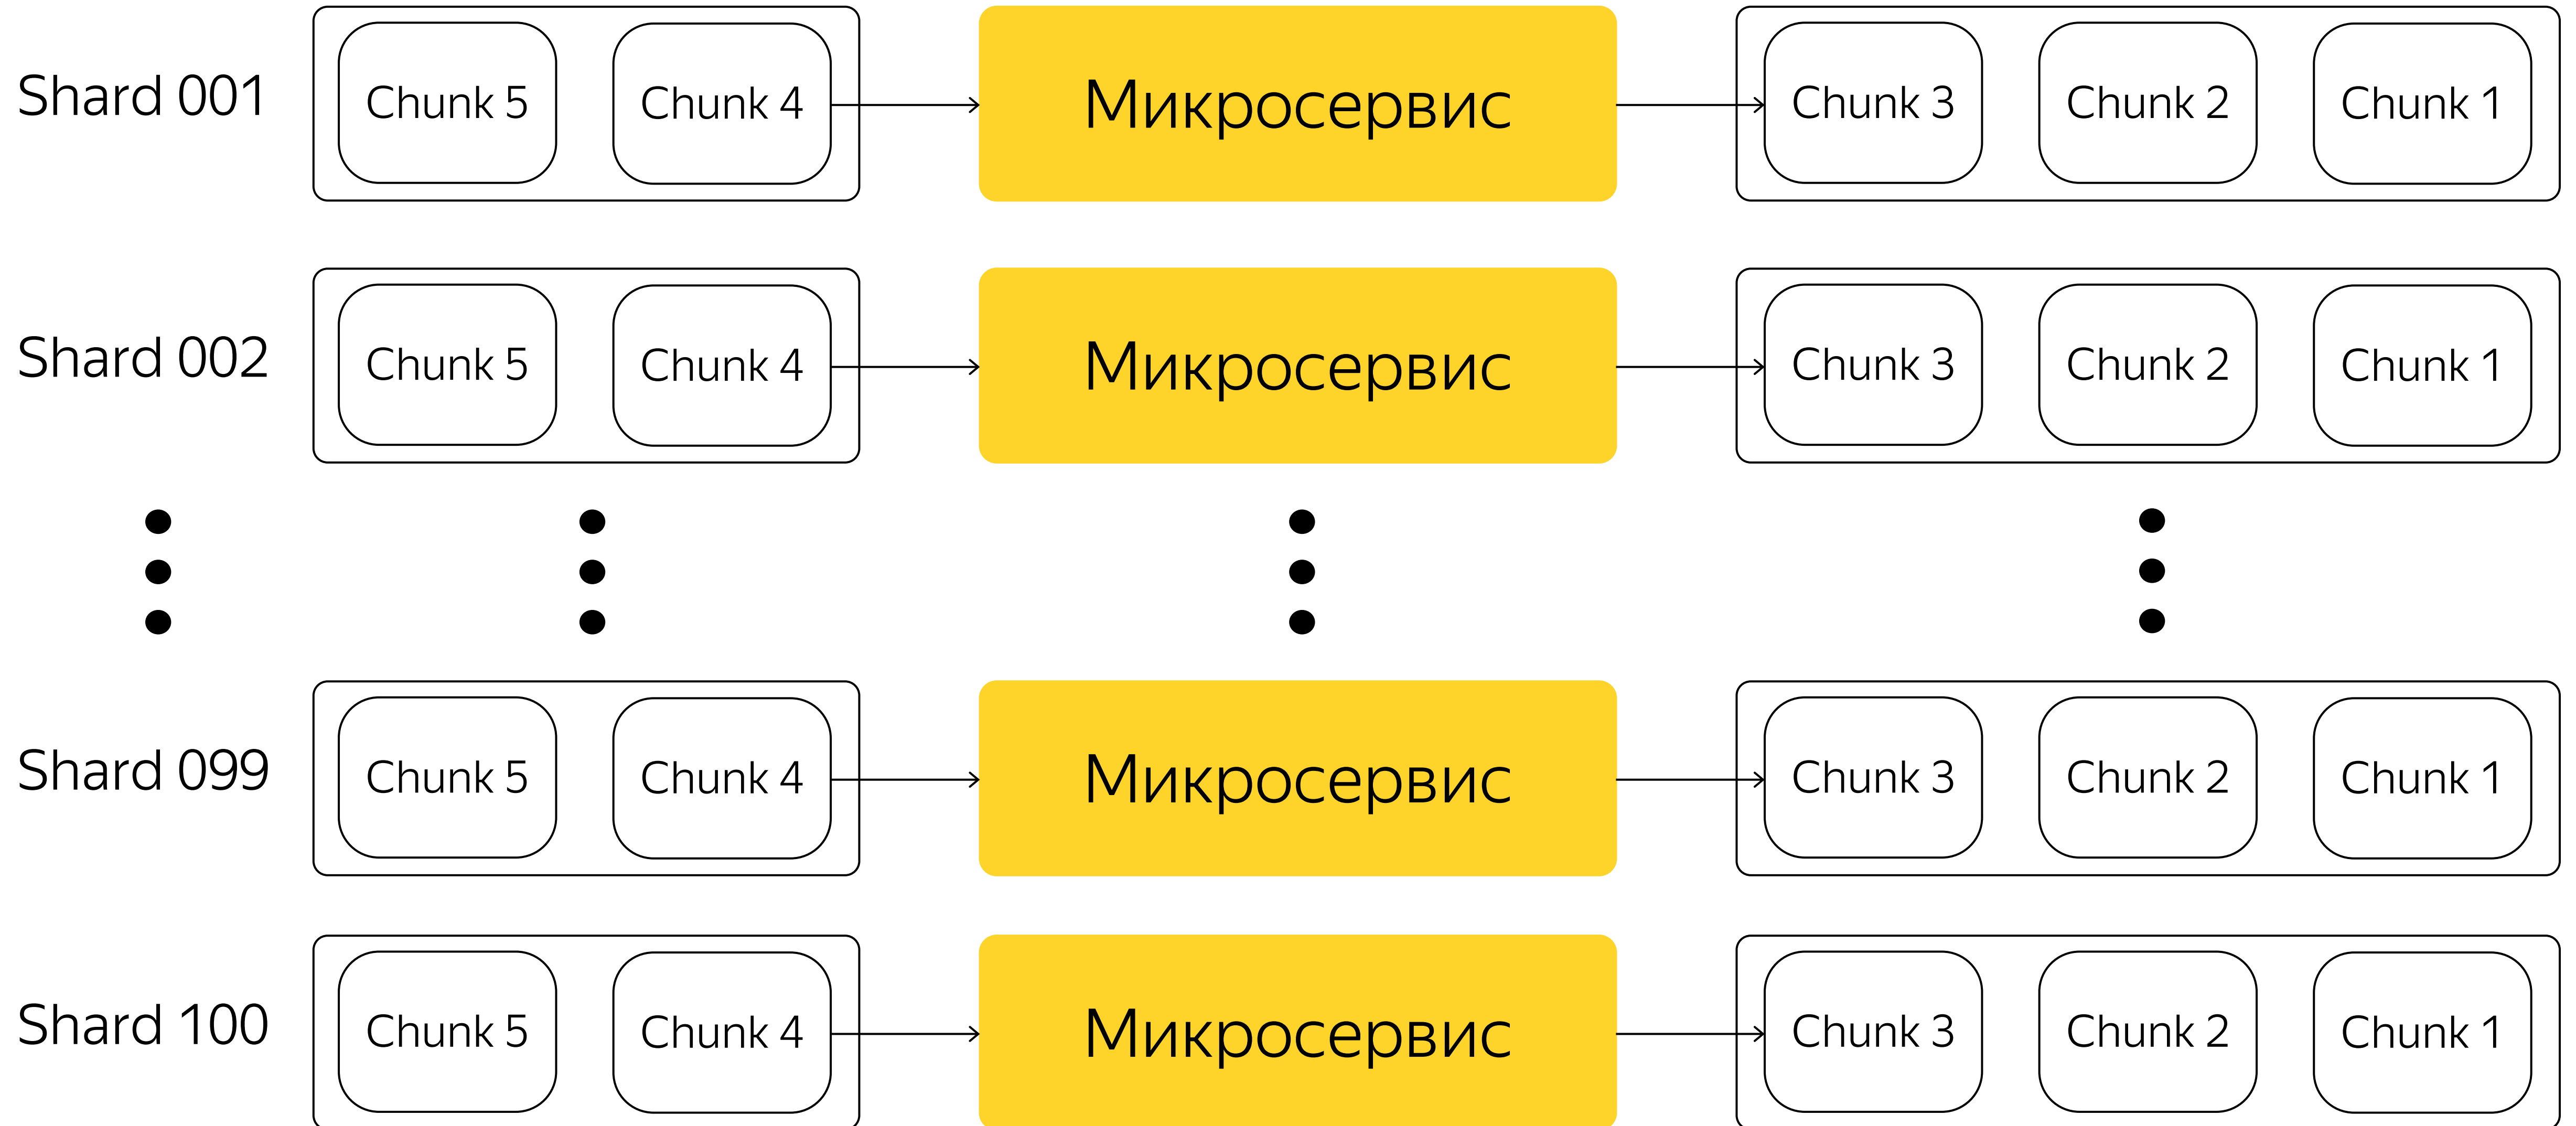 Shard 001 Chunk 5 Chunk 4 Микросервис Chunk 3 Chunk 2 Chunk 1
Shard 002 Chunk 5 Chunk 4 Микросервис Chunk 3 Chunk 2 Chunk 1
Shard 099 Chunk 5 Chunk 4 Микросервис Chunk 3 Chunk 2 Chunk 1
Shard 100 Chunk 5 Chunk 4 Микросервис Chunk 3 Chunk 2 Chunk 1